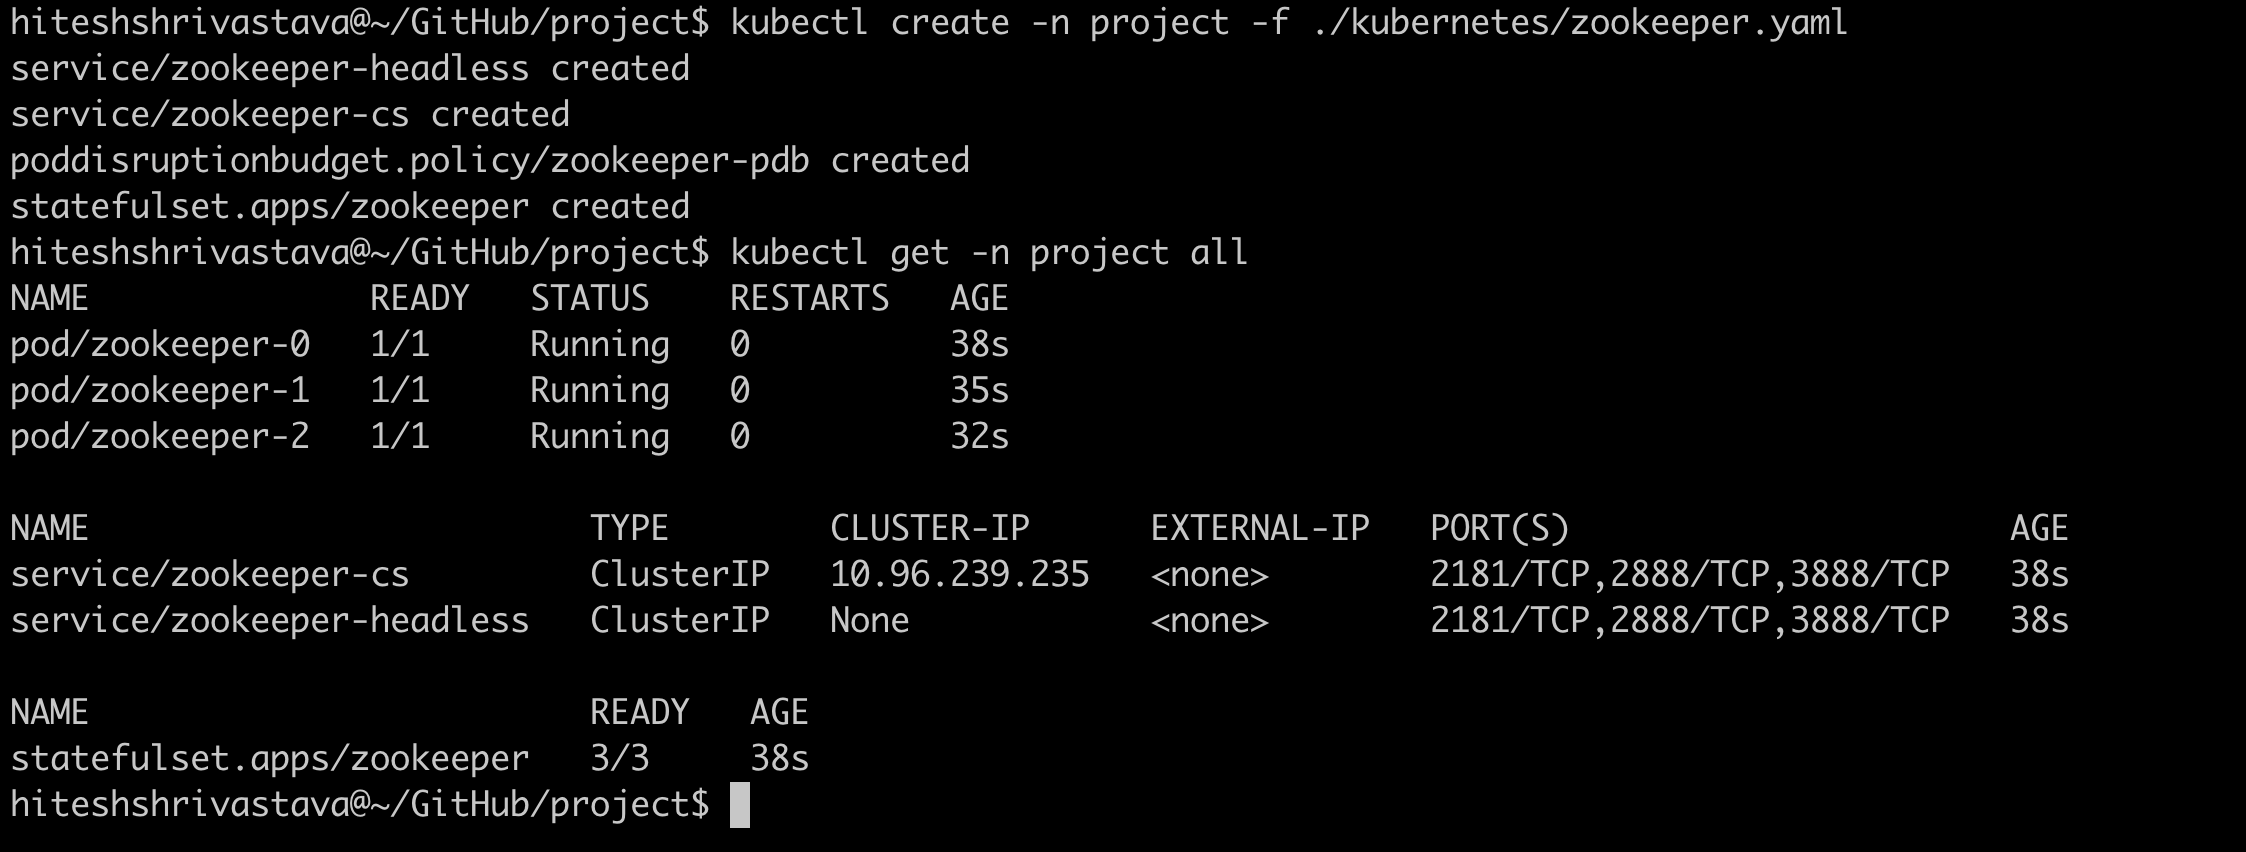 hiteshshrivastava@~/GitHub/project$ kubectl create -n project -f ./kubernetes/zookeeper.yaml
service/zookeeper-headless created
service/zookeeper-cs created
poddisruptionbudget.policy/zookeeper-pdb created
statefulset.apps/zookeeper created
hiteshshrivastava@~/GitHub/project$ kubectl get -n project all
NAME              READY   STATUS    RESTARTS   AGE
pod/zookeeper-0   1/1     Running   0          38s
pod/zookeeper-1   1/1     Running   0          35s
pod/zookeeper-2   1/1     Running   0          32s
NAME                         TYPE        CLUSTER-IP      EXTERNAL-IP   PORT(S)                      AGE
service/zookeeper-cs         ClusterIP   10.96.239.235   <none>        2181/TCP,2888/TCP,3888/TCP   38s
service/zookeeper-headless   ClusterIP   None            <none>        2181/TCP,2888/TCP,3888/TCP   38s
NAME                         READY   AGE
statefulset.apps/zookeeper   3/3     38s
hiteshshrivastava@~/GitHub/project$